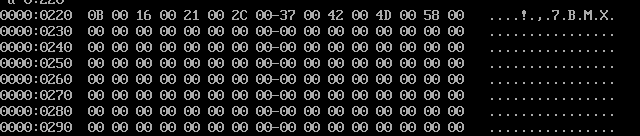 0000:0220 0B 00 16 00 21 00 2C 00-37 00 42 00 4D 00 58 00 ....!.,.7.B.M.X.
0000:0230 00 00 00 00 00 00 00 00-00 00 00 00 00 00 00 00 ................
0000:0240 00 00 00 00 00 00 00 00-00 00 00 00 00 00 00 00 ................
0000:0250 00 00 00 00 00 00 00 00-00 00 00 00 00 00 00 00 ................
0000:0260 00 00 00 00 00 00 00 00-00 00 00 00 00 00 00 00 ................
0000:0270 00 00 00 00 00 00 00 00-00 00 00 00 00 00 00 00 ................
0000:0280 00 00 00 00 00 00 00 00-00 00 00 00 00 00 00 00 ................
0000:0290 00 00 00 00 00 00 00 00-00 00 00 00 00 00 00 00 ................